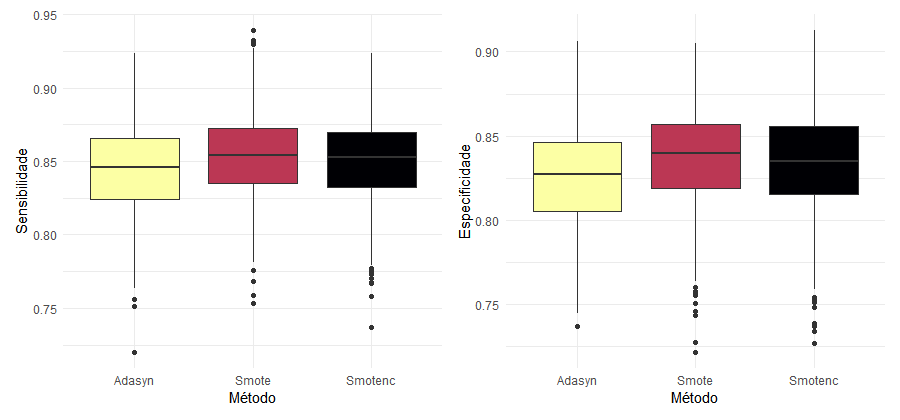 Sensibilidade
0.95
0.90
0.85
0.80
0.75
Adasyn Smote Smotenc
Método
Especificidade
0.90
0.85
0.80
0.75
Adasyn Smote Smotenc
Método